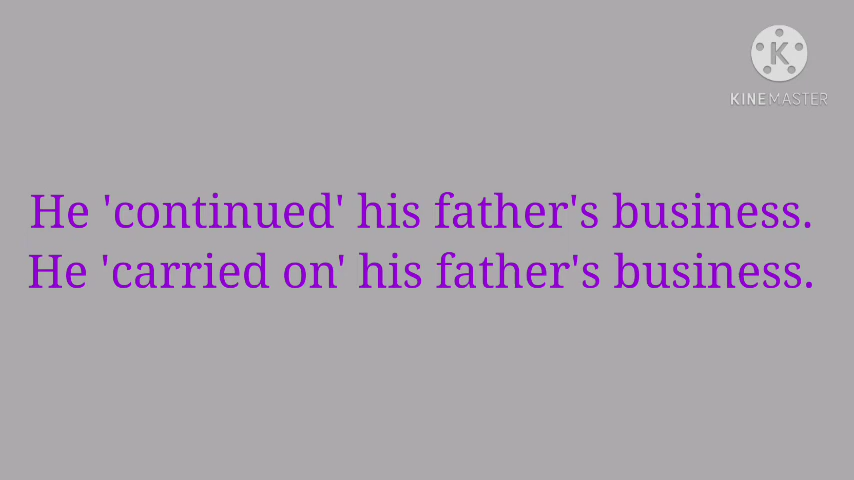 KINEMASTER
He 'continued' his father's business.
He 'carried on' his father's business.